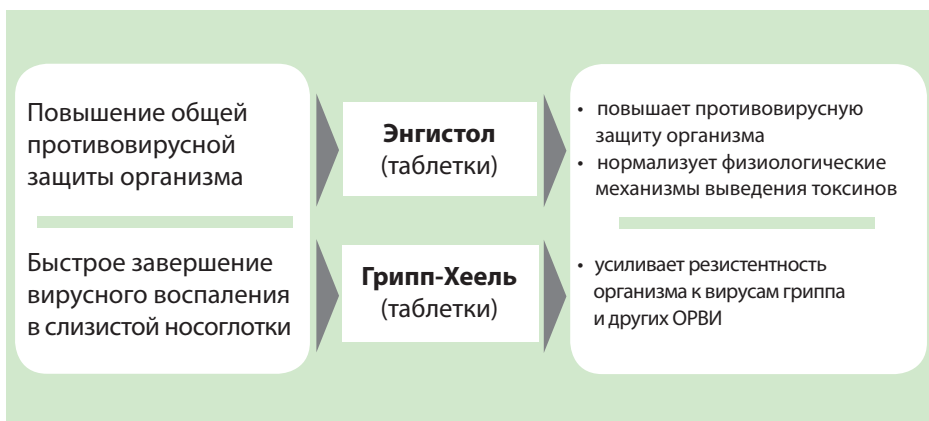 Повышение общей
противовирусной
защиты организма
Энгистол
(таблетки)
• повышает противовирусную
защиту организма
• нормализует физиологические
механизмы выведения токсинов
Быстрое завершение
вирусного воспаления
в слизистой носоглотки
Грипп-Хеель
(таблетки)
• усиливает резистентность
организма к вирусам гриппа
и других ОРВИ